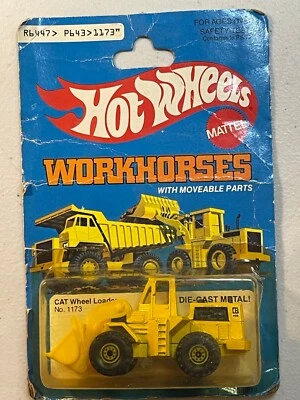 R6447> P643>1173"
FOR AGES
SAFETY TES
Hot Wheels
MATTEL
WORKHORSES
WITH MOVEABLE PARTS
CAT Wheel Loader
No. 1173
DIE-CAST METAL!